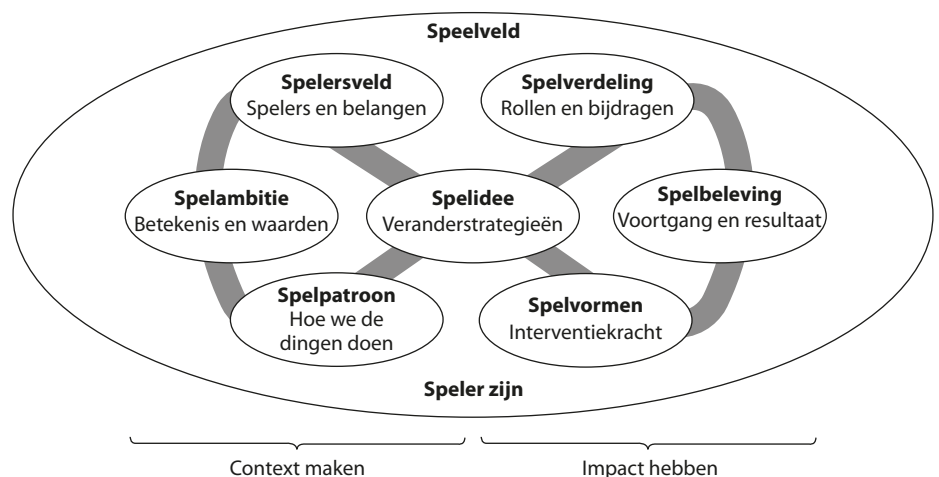 Speelveld
Spelersveld
Spelers en belangen
Spelverdeling
Rollen en bijdragen
Spelambitie
Betekenis en waarden
Spelidee
Veranderstrategieën
Spelbeleving
Voortgang en resultaat
Spelpatroon
Hoe we de
dingen doen
Spelvormen
Interventiekracht
Speler zijn
Context maken
Impact hebben